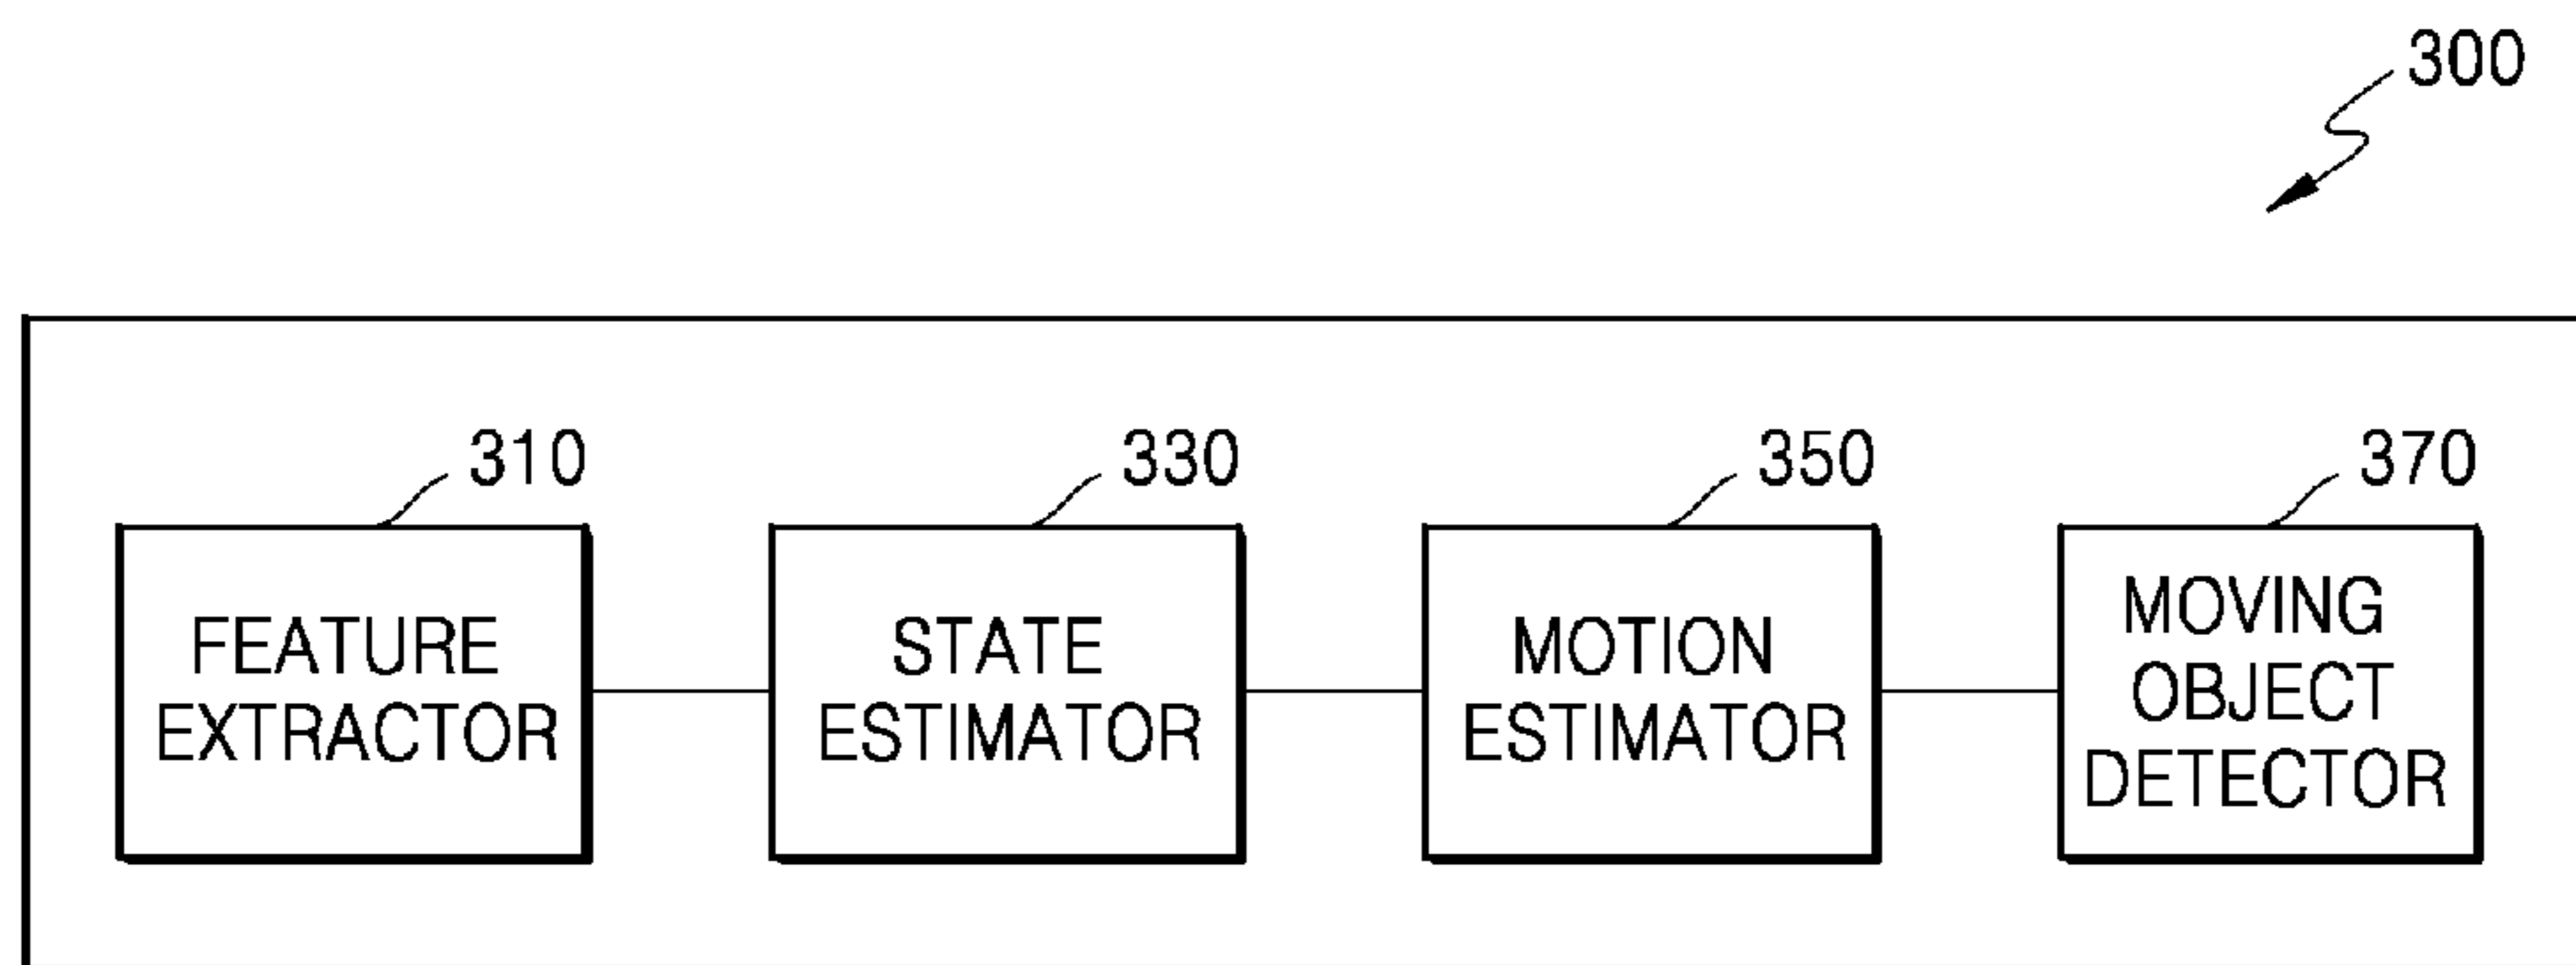 300
310
330
350
370
FEATURE
EXTRACTOR
STATE
ESTIMATOR
MOTION
ESTIMATOR
MOVING
OBJECT
DETECTOR